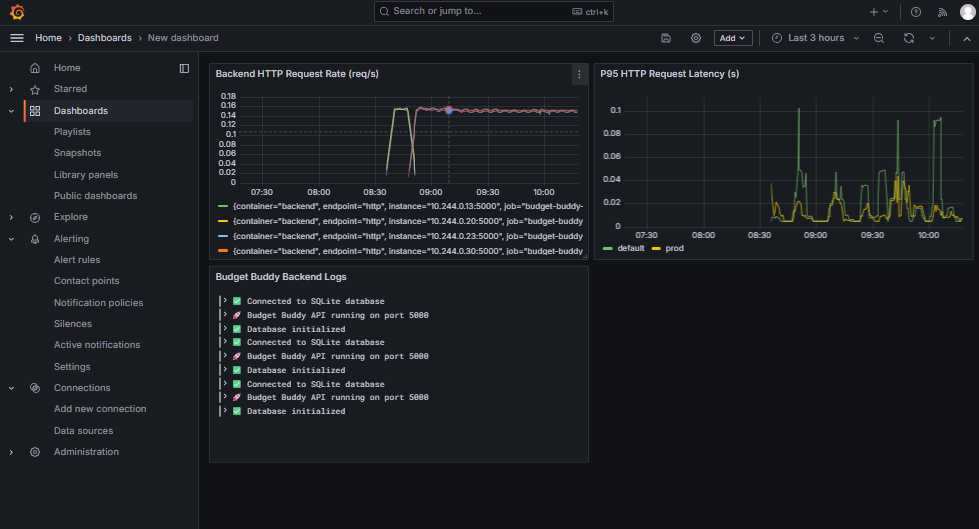 Search or jump to...
ctrl+k
Home › Dashboards › New dashboard
Add
Last 3 hours
Home
Starred
Dashboards
Playlists
Snapshots
Library panels
Public dashboards
Explore
Alerting
Alert rules
Contact points
Notification policies
Silences
Active notifications
Settings
Connections
Add new connection
Data sources
Administration
Backend HTTP Request Rate (req/s)
0.18
0.16
0.14
0.12
0.1
0.08
0.06
0.04
0.02
0
07:30 08:00 08:30 09:00 09:30 10:00
{container="backend", endpoint="http", instance="10.244.0.13:5000", job="budget-buddy-
{container="backend", endpoint="http", instance="10.244.0.20:5000", job="budget-buddy
{container="backend", endpoint="http", instance="10.244.0.23:5000", job="budget-buddy
{container="backend", endpoint="http", instance="10.244.0.30:5000", job="budget-buddy
P95 HTTP Request Latency (s)
0.1
0.08
0.06
0.04
0.02
0
07:30 08:00 08:30 09:00 09:30 10:00
default prod
Budget Buddy Backend Logs
✅ Connected to SQLite database
🚀 Budget Buddy API running on port 5000
✅ Database initialized
✅ Connected to SQLite database
🚀 Budget Buddy API running on port 5000
✅ Database initialized
✅ Connected to SQLite database
🚀 Budget Buddy API running on port 5000
✅ Database initialized